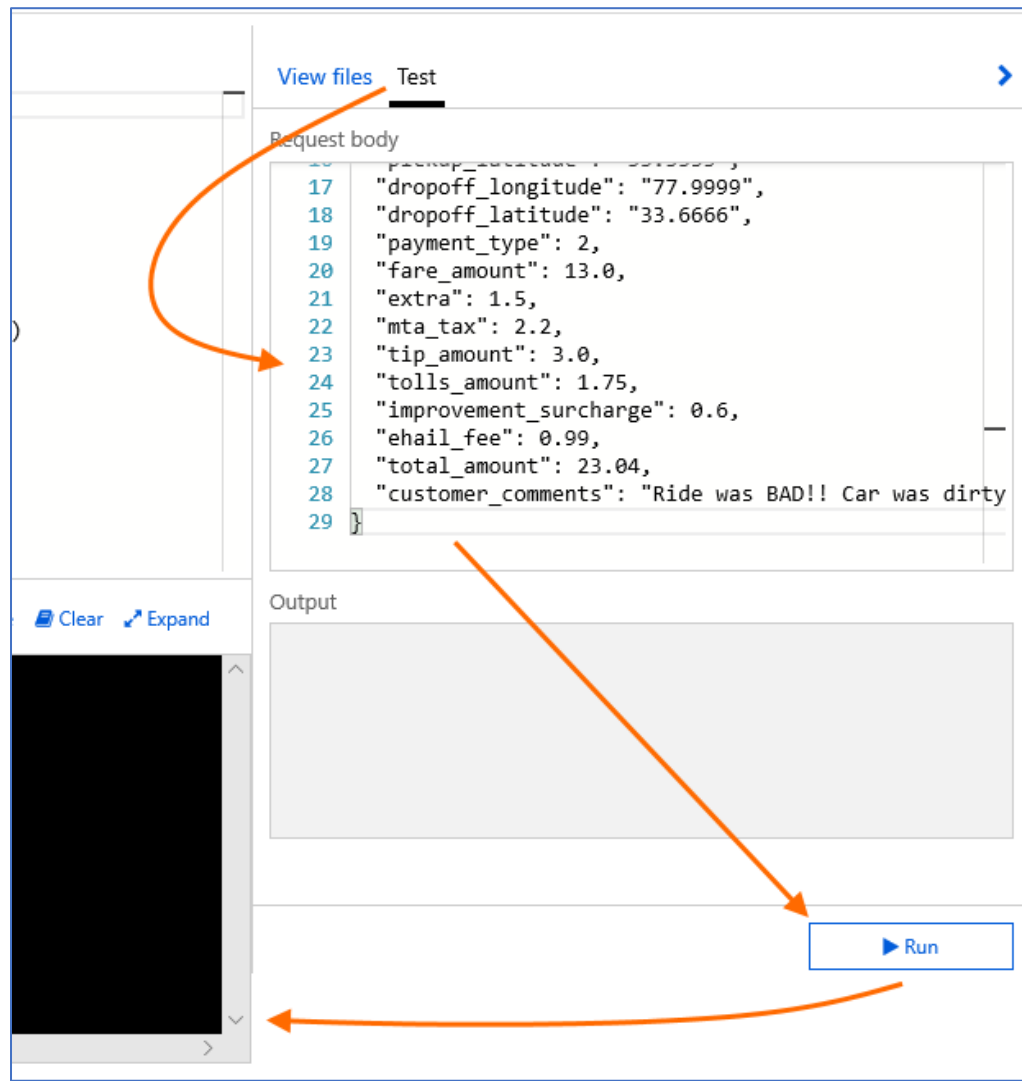 View files Test
Request body
17 "dropoff_longitude": "77.9999",
18 "dropoff_latitude": "33.6666",
19 "payment_type": 2,
20 "fare_amount": 13.0,
21 "extra": 1.5,
22 "mta_tax": 2.2,
23 "tip_amount": 3.0,
24 "tolls_amount": 1.75,
25 "improvement_surcharge": 0.6,
26 "ehail_fee": 0.99,
27 "total_amount": 23.04,
28 "customer_comments": "Ride was BAD!! Car was dirty
29 }
)
Clear Expand
Output
Run